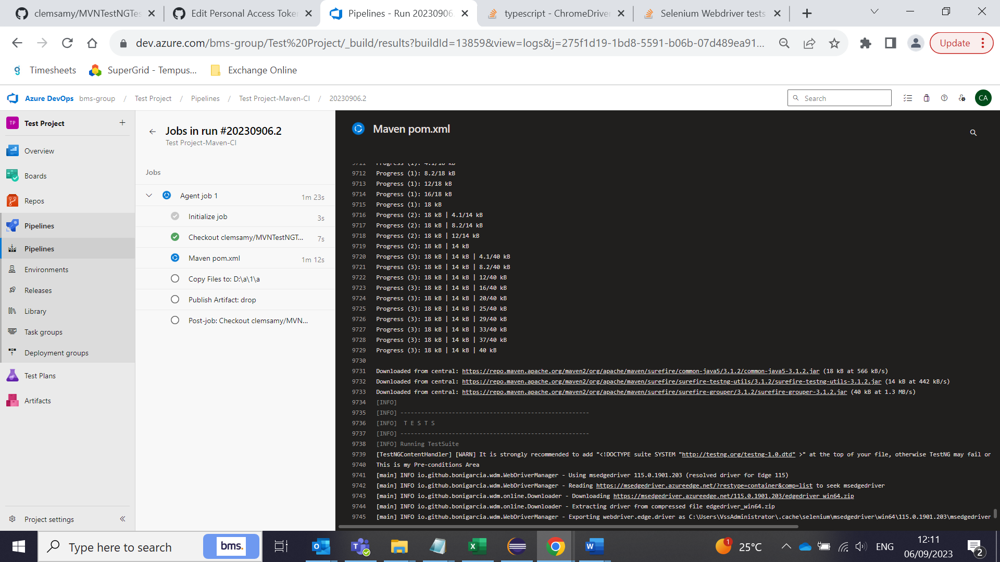 clemsamy/MVNTestNGTes
Edit Personal Access Token
Pipelines - Run 20230906.
typescript - ChromeDriver
Selenium Webdriver tests
dev.azure.com/bms-group/Test%20Project/_build/results?buildId=13859&view=logs&j=275f1d19-1bd8-5591-b06b-07d489ea91...
Update
Timesheets
SuperGrid - Tempus...
Exchange Online
Azure DevOps bms-group / Test Project / Pipelines / Test Project-Maven-CI / 20230906.2
Search
CA
TP Test Project +
Overview
Boards
Repos
Pipelines
Pipelines
Environments
Releases
Library
Task groups
Deployment groups
Test Plans
Artifacts
Project settings
Jobs in run #20230906.2
Test Project-Maven-CI
Jobs
Agent job 1 1m 23s
Initialize job 3s
Checkout clemsamy/MVNTestNGT... 7s
Maven pom.xml 1m 12s
Copy Files to: D:\a\1\a
Publish Artifact: drop
Post-job: Checkout clemsamy/MVN...
Maven pom.xml
9711 Progress (1): 4.1/18 kB
9712 Progress (1): 8.2/18 kB
9713 Progress (1): 12/18 kB
9714 Progress (1): 16/18 kB
9715 Progress (1): 18 kB
9716 Progress (2): 18 kB | 4.1/14 kB
9717 Progress (2): 18 kB | 8.2/14 kB
9718 Progress (2): 18 kB | 12/14 kB
9719 Progress (2): 18 kB | 14 kB
9720 Progress (3): 18 kB | 14 kB | 4.1/40 kB
9721 Progress (3): 18 kB | 14 kB | 8.2/40 kB
9722 Progress (3): 18 kB | 14 kB | 12/40 kB
9723 Progress (3): 18 kB | 14 kB | 16/40 kB
9724 Progress (3): 18 kB | 14 kB | 20/40 kB
9725 Progress (3): 18 kB | 14 kB | 25/40 kB
9726 Progress (3): 18 kB | 14 kB | 29/40 kB
9727 Progress (3): 18 kB | 14 kB | 33/40 kB
9728 Progress (3): 18 kB | 14 kB | 37/40 kB
9729 Progress (3): 18 kB | 14 kB | 40 kB
9730
9731 Downloaded from central: https://repo.maven.apache.org/maven2/org/apache/maven/surefire/common-java5/3.1.2/common-java5-3.1.2.jar (18 kB at 566 kB/s)
9732 Downloaded from central: https://repo.maven.apache.org/maven2/org/apache/maven/surefire/surefire-testng-utils/3.1.2/surefire-testng-utils-3.1.2.jar (14 kB at 442 kB/s)
9733 Downloaded from central: https://repo.maven.apache.org/maven2/org/apache/maven/surefire/surefire-grouper/3.1.2/surefire-grouper-3.1.2.jar (40 kB at 1.3 MB/s)
9734 [INFO]
9735 [INFO] -------------------------------------------------------
9736 [INFO] T E S T S
9737 [INFO] -------------------------------------------------------
9738 [INFO] Running TestSuite
9739 [TestNGContentHandler] [WARN] It is strongly recommended to add "<!DOCTYPE suite SYSTEM "http://testng.org/testng-1.0.dtd" >" at the top of your file, otherwise TestNG may fail or
9740 This is my Pre-conditions Area
9741 [main] INFO io.github.bonigarcia.wdm.WebDriverManager - Using msedgedriver 115.0.1901.203 (resolved driver for Edge 115)
9742 [main] INFO io.github.bonigarcia.wdm.WebDriverManager - Reading https://msedgedriver.azureedge.net/?restype=container&comp=list to seek msedgedriver
9743 [main] INFO io.github.bonigarcia.wdm.online.Downloader - Downloading https://msedgedriver.azureedge.net/115.0.1901.203/edgedriver_win64.zip
9744 [main] INFO io.github.bonigarcia.wdm.online.Downloader - Extracting driver from compressed file edgedriver_win64.zip
9745 [main] INFO io.github.bonigarcia.wdm.WebDriverManager - Exporting webdriver.edge.driver as C:\Users\VssAdministrator\.cache\selenium\msedgedriver\win64\115.0.1901.203\msedgedriver
Type here to search
bms.
1
25°C
ENG
12:11
06/09/2023
2